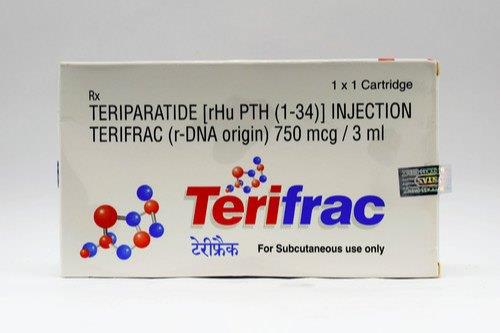 1 x 1 Cartridge
Rx
TERIPARATIDE [rHu PTH (1-34)] INJECTION
TERIFRAC (r-DNA origin) 750 mcg / 3 ml
Terifrac
टेरीफ्रैक
For Subcutaneous use only